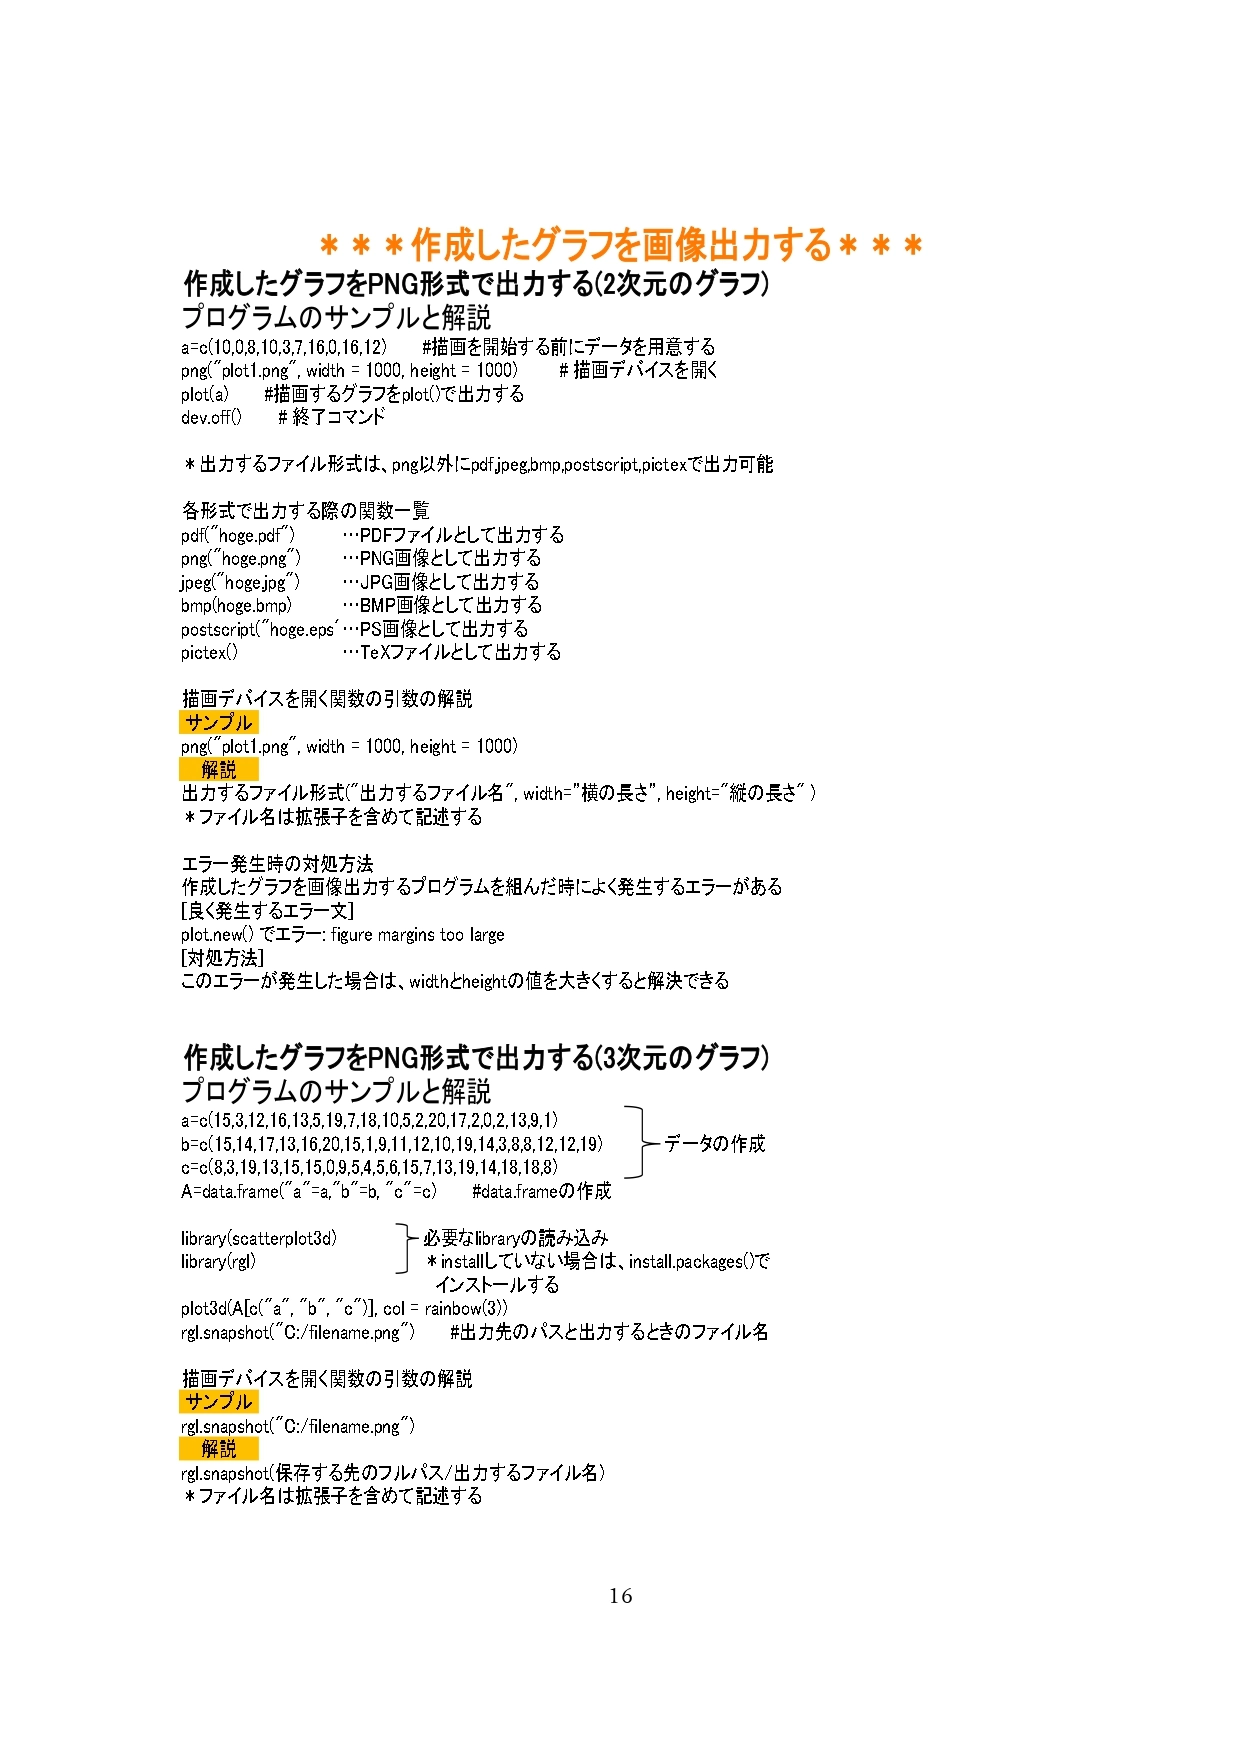 ＊＊＊作成したグラフを画像出力する＊＊＊
作成したグラフをPNG形式で出力する(2次元のグラフ)
プログラムのサンプルと解説
a=c(10,0,8,10,3,7,16,0,16,12) #描画を開始する前にデータを用意する
png("plot1.png", width = 1000, height = 1000) # 描画デバイスを開く
plot(a) #描画するグラフをplot()で出力する
dev.off() # 終了コマンド
＊出力するファイル形式は、png以外にpdf,jpeg,bmp,postscript,pictexで出力可能
各形式で出力する際の関数一覧
pdf("hoge.pdf") …PDFファイルとして出力する
png("hoge.png") …PNG画像として出力する
jpeg("hoge.jpg") …JPG画像として出力する
bmp(hoge.bmp) …BMP画像として出力する
postscript("hoge.eps" …PS画像として出力する
pictex() …TeXファイルとして出力する
描画デバイスを開く関数の引数の解説
サンプル
png("plot1.png", width = 1000, height = 1000)
解説
出力するファイル形式("出力するファイル名", width="横の長さ", height="縦の長さ" )
＊ファイル名は拡張子を含めて記述する
エラー発生時の対処方法
作成したグラフを画像出力するプログラムを組んだ時によく発生するエラーがある
[良く発生するエラー文]
plot.new() でエラー: figure margins too large
[対処方法]
このエラーが発生した場合は、widthとheightの値を大きくすると解決できる
作成したグラフをPNG形式で出力する(3次元のグラフ)
プログラムのサンプルと解説
a=c(15,3,12,16,13,5,19,7,18,10,5,2,20,17,2,0,2,13,9,1)
b=c(15,14,17,13,16,20,15,1,9,11,12,10,19,14,3,8,8,12,12,19) データの作成
c=c(8,3,19,13,15,15,0,9,5,4,5,6,15,7,13,19,14,18,18,8)
A=data.frame("a"=a,"b"=b, "c"=c) #data.frameの作成
library(scatterplot3d) 必要なlibraryの読み込み
library(rgl) ＊installしていない場合は、install.packages()で
インストールする
plot3d(A[c("a", "b", "c")], col = rainbow(3))
rgl.snapshot("C:/filename.png") #出力先のパスと出力するときのファイル名
描画デバイスを開く関数の引数の解説
サンプル
rgl.snapshot("C:/filename.png")
解説
rgl.snapshot(保存する先のフルパス/出力するファイル名)
＊ファイル名は拡張子を含めて記述する
16